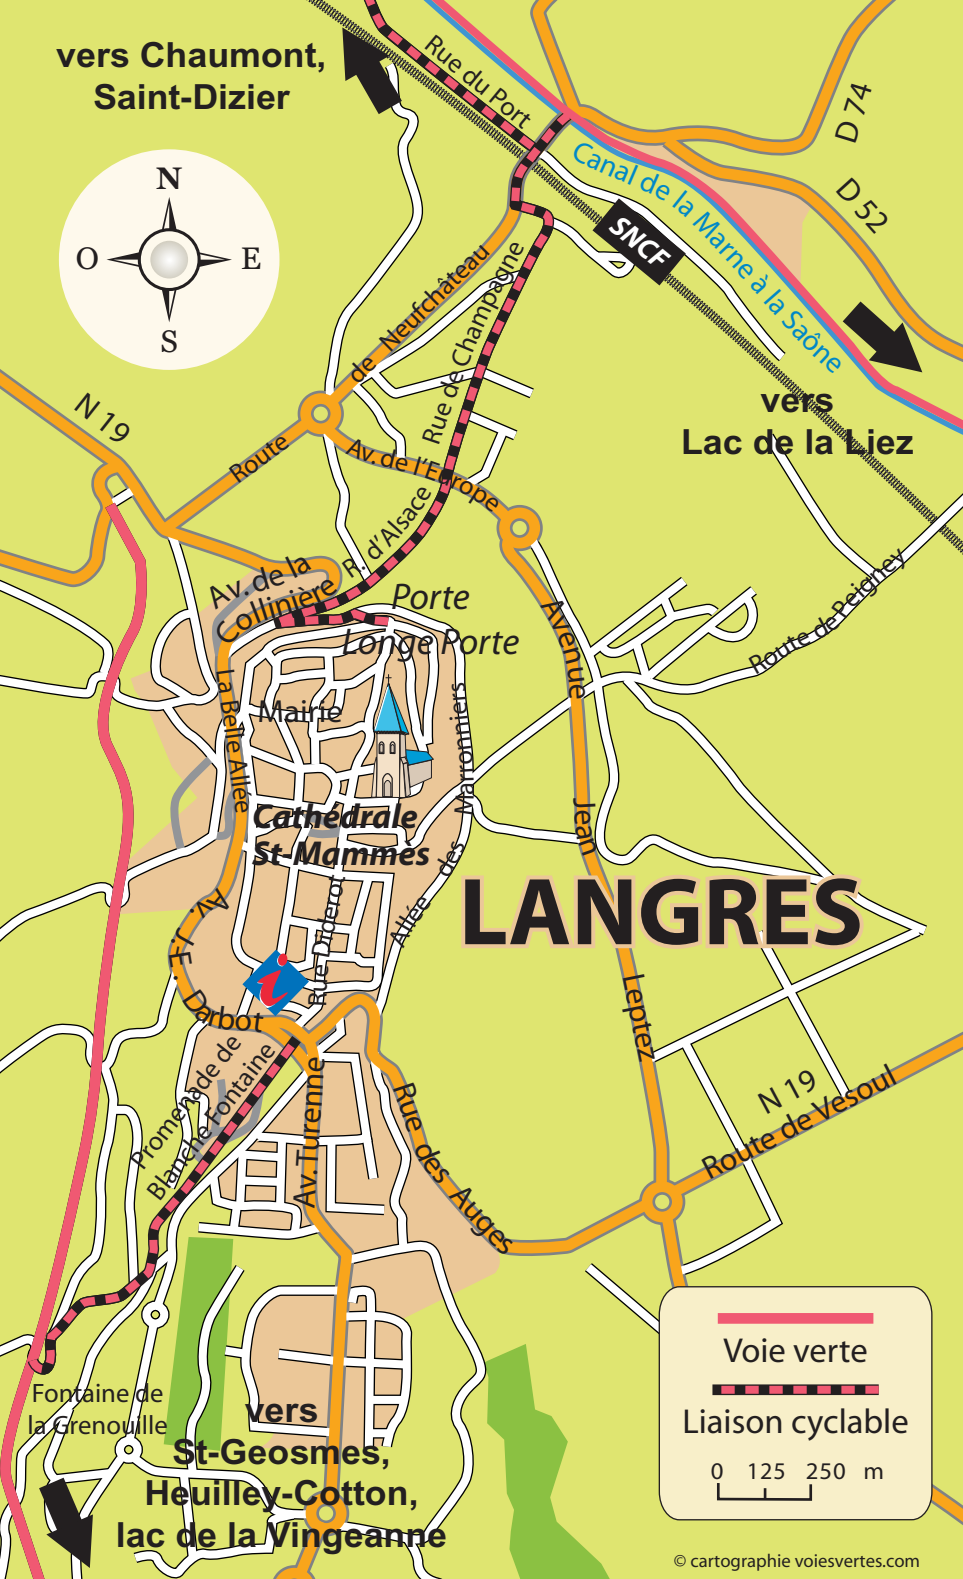 vers Chaumont,
Saint-Dizier
Rue du Port
D 74
D 52
Canal de la Marne à la Saône
SNCF
N
O
E
S
vers
Lac de la Liez
N 19
Route de Neufchâteau
Rue de Champagne
Av. de l'Europe
R. d'Alsace
Av. de la
Collinière
Porte
Longe Porte
Route de Peigney
Avenue Jean Leptez
La Belle Allée
Mairie
Allée des Marronniers
Cathédrale
St-Mammès
LANGRES
Rue Diderot
i
Av. J.-E. Darbot
Promenade de
Blanche Fontaine
Av. Turenne
Rue des Auges
N 19
Route de Vesoul
Fontaine de
la Grenouille
vers
St-Geosmes,
Heuilley-Cotton,
lac de la Vingeanne
Voie verte
Liaison cyclable
0 125 250 m
© cartographie voiesvertes.com